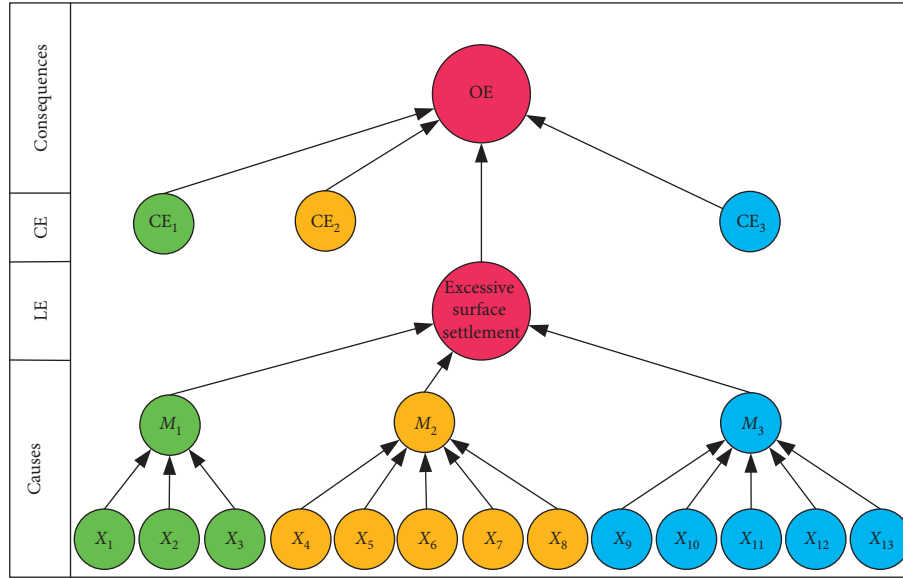 Consequences
OE
CE
CE₁
CE₂
CE₃
LE
Excessive
surface
settlement
Causes
M₁
M₂
M₃
X₁
X₂
X₃
X₄
X₅
X₆
X₇
X₈
X₉
X₁₀
X₁₁
X₁₂
X₁₃